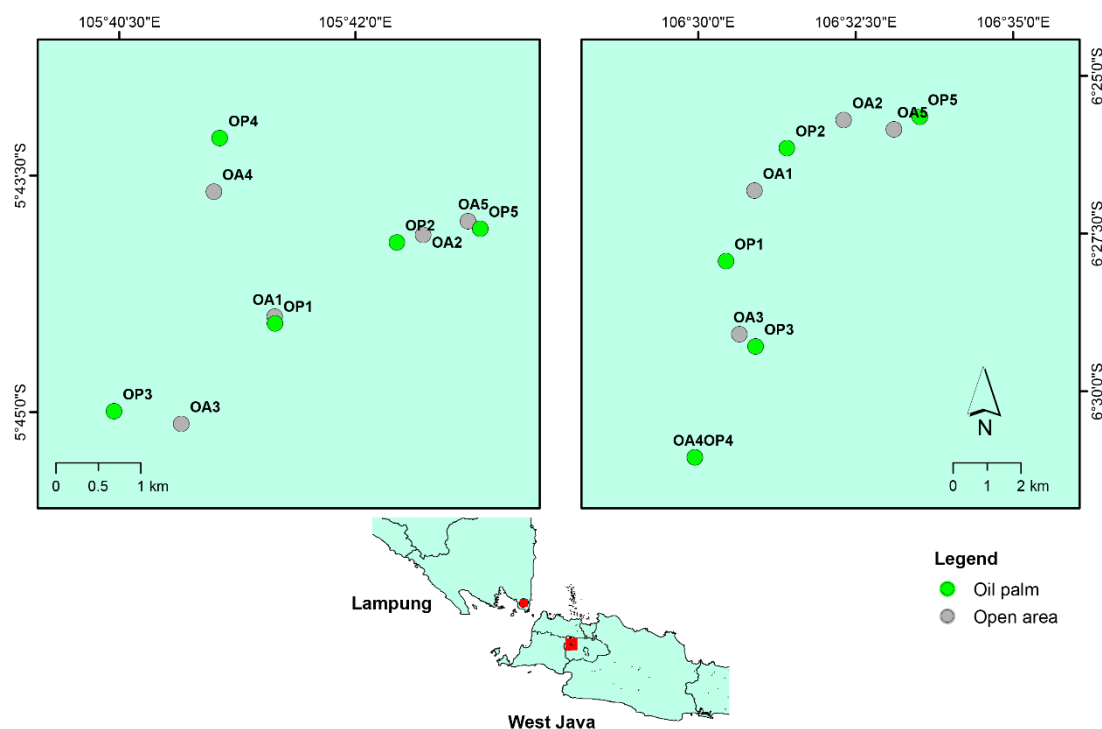 105°40'30"E 105°42'0"E
106°30'0"E 106°32'30"E 106°35'0"E
5°43'30"S
5°45'0"S
OP4
OA4
OA5
OP5
OP2
OA2
OA1
OP1
OP3
OA3
0 0.5 1 km
6°25'0"S
6°27'30"S
6°30'0"S
OA2
OP5
OA5
OP2
OA1
OP1
OA3
OP3
OA4OP4
N
0 1 2 km
Lampung
West Java
Legend
Oil palm
Open area